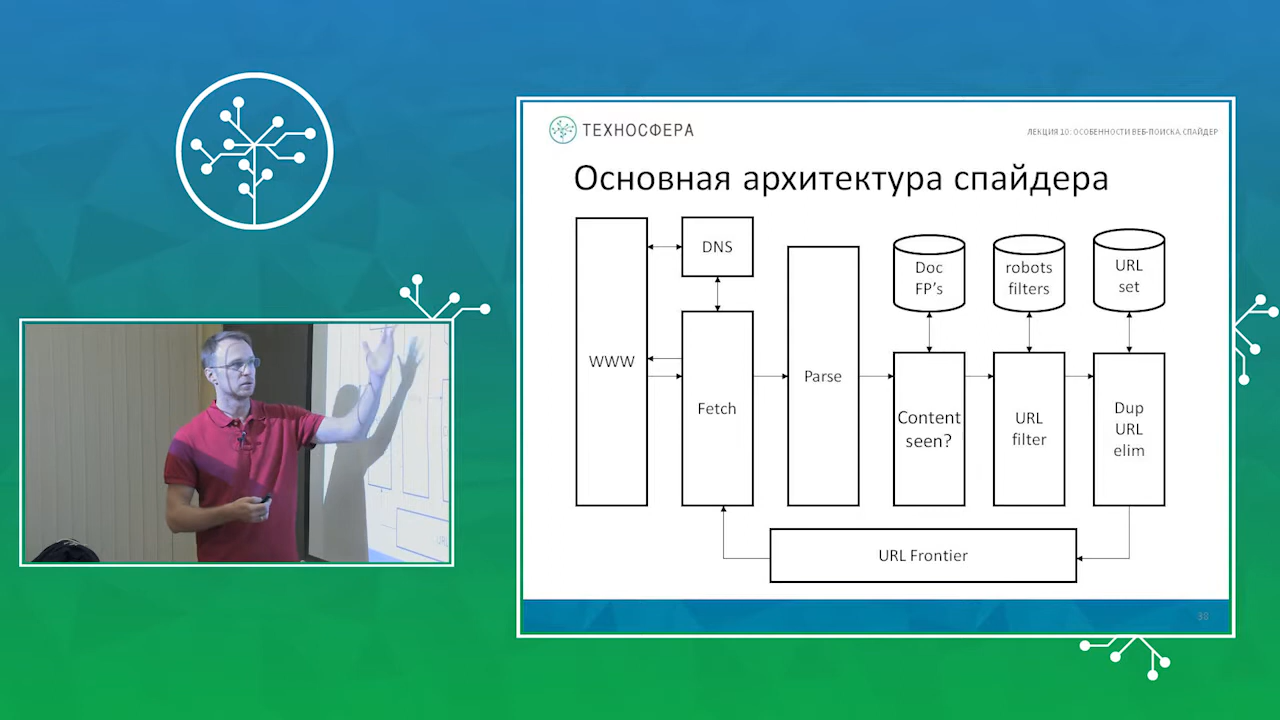 ТЕХНОСФЕРА
ЛЕКЦИЯ 10: ОСОБЕННОСТИ ВЕБ-ПОИСКА. СПАЙДЕР
Основная архитектура спайдера
WWW
DNS
Fetch
Parse
Doc
FP's
Content
seen?
robots
filters
URL
filter
URL
set
Dup
URL
elim
URL Frontier
38